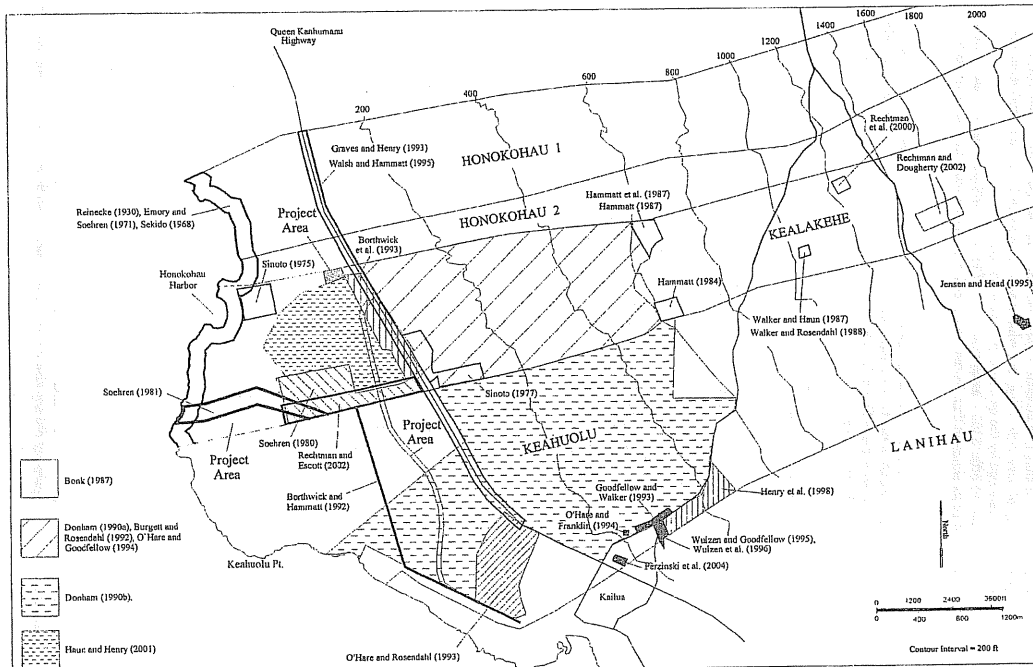 Queen Kaahumanu
Highway
200
400
600
800
1000
1200
1400
1600
1800
2000
Graves and Henry (1993)
Walsh and Hammatt (1995)
HONOKOHAU 1
HONOKOHAU 2
Rechtman
et al. (2000)
Rechtman
and
Dougherty
(2002)
Hammatt et al. (1987)
Hammatt (1987)
KEALAKEHE
Reinecke (1930), Emory and
Soehren (1971), Sekido (1968)
Project
Area
Borthwick
et al. (1993)
Sinoto (1975)
Honokohau
Harbor
Hammatt (1984)
Jensen and Head (1995)
Walker and Haun (1987)
Walker and Rosendahl (1988)
Soehren
(1981)
Sinoto (1977)
Project
Area
KEAHUOLU
LANIHAU
Soehren (1980)
Rechtman and
Escott (2002)
Project
Area
Bonk (1987)
Borthwick and
Hammatt (1992)
Goodfellow
and Walker
(1993)
Henry et al. (1998)
O'Hare and
Franklin (1994)
Donham (1990a), Burgett and
Rosendahl (1992), O'Hare and
Goodfellow (1994)
Wulzen and Goodfellow (1995),
Wulzen et al. (1996)
North
Keahuolu Pt.
Perzinski et al. (2004)
Donham (1990b).
Kailua
0 1200 2400 3600ft
0 400 800 1200m
Haun and Henry (2001)
O'Hare and Rosendahl (1993)
Contour Interval = 200 ft